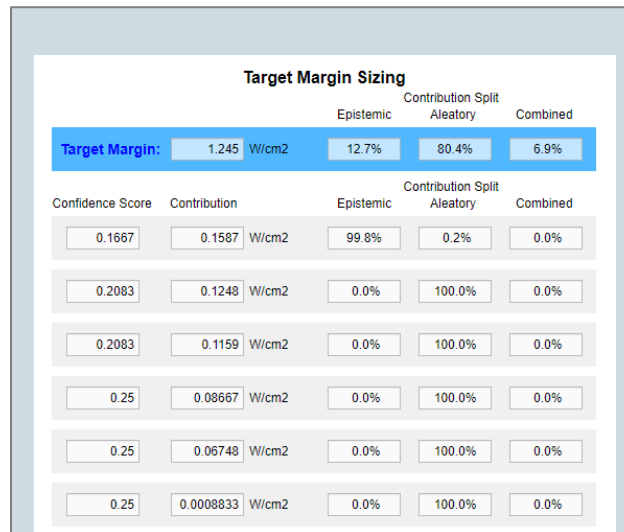 Target Margin Sizing
Contribution Split
Epistemic Aleatory Combined
Target Margin: 1.245 W/cm2 12.7% 80.4% 6.9%
Contribution Split
Confidence Score Contribution Epistemic Aleatory Combined
0.1667 0.1587 W/cm2 99.8% 0.2% 0.0%
0.2083 0.1248 W/cm2 0.0% 100.0% 0.0%
0.2083 0.1159 W/cm2 0.0% 100.0% 0.0%
0.25 0.08667 W/cm2 0.0% 100.0% 0.0%
0.25 0.06748 W/cm2 0.0% 100.0% 0.0%
0.25 0.0008833 W/cm2 0.0% 100.0% 0.0%